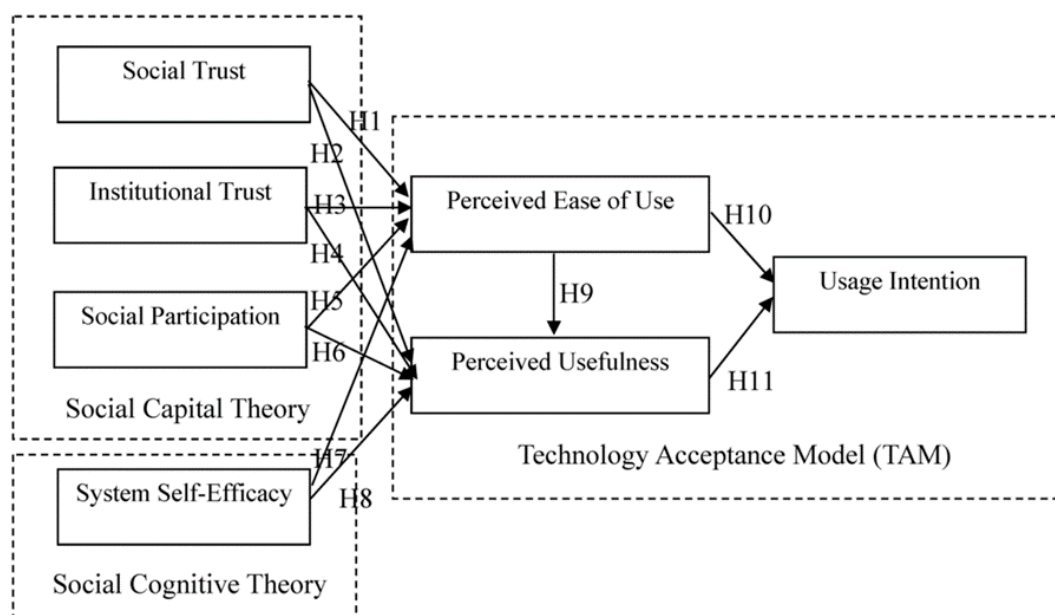 Social Trust
H1
H2
Institutional Trust
H3
Perceived Ease of Use
H10
H4
Usage Intention
H9
H5
Social Participation
H6
Perceived Usefulness
H11
Social Capital Theory
Technology Acceptance Model (TAM)
H7
System Self-Efficacy
H8
Social Cognitive Theory